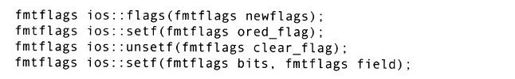 fmtflags ios::flags(fmtflags newflags);
fmtflags ios::setf(fmtflags ored_flag);
fmtflags ios::unsetf(fmtflags clear_flag);
fmtflags ios::setf(fmtflags bits, fmtflags field);